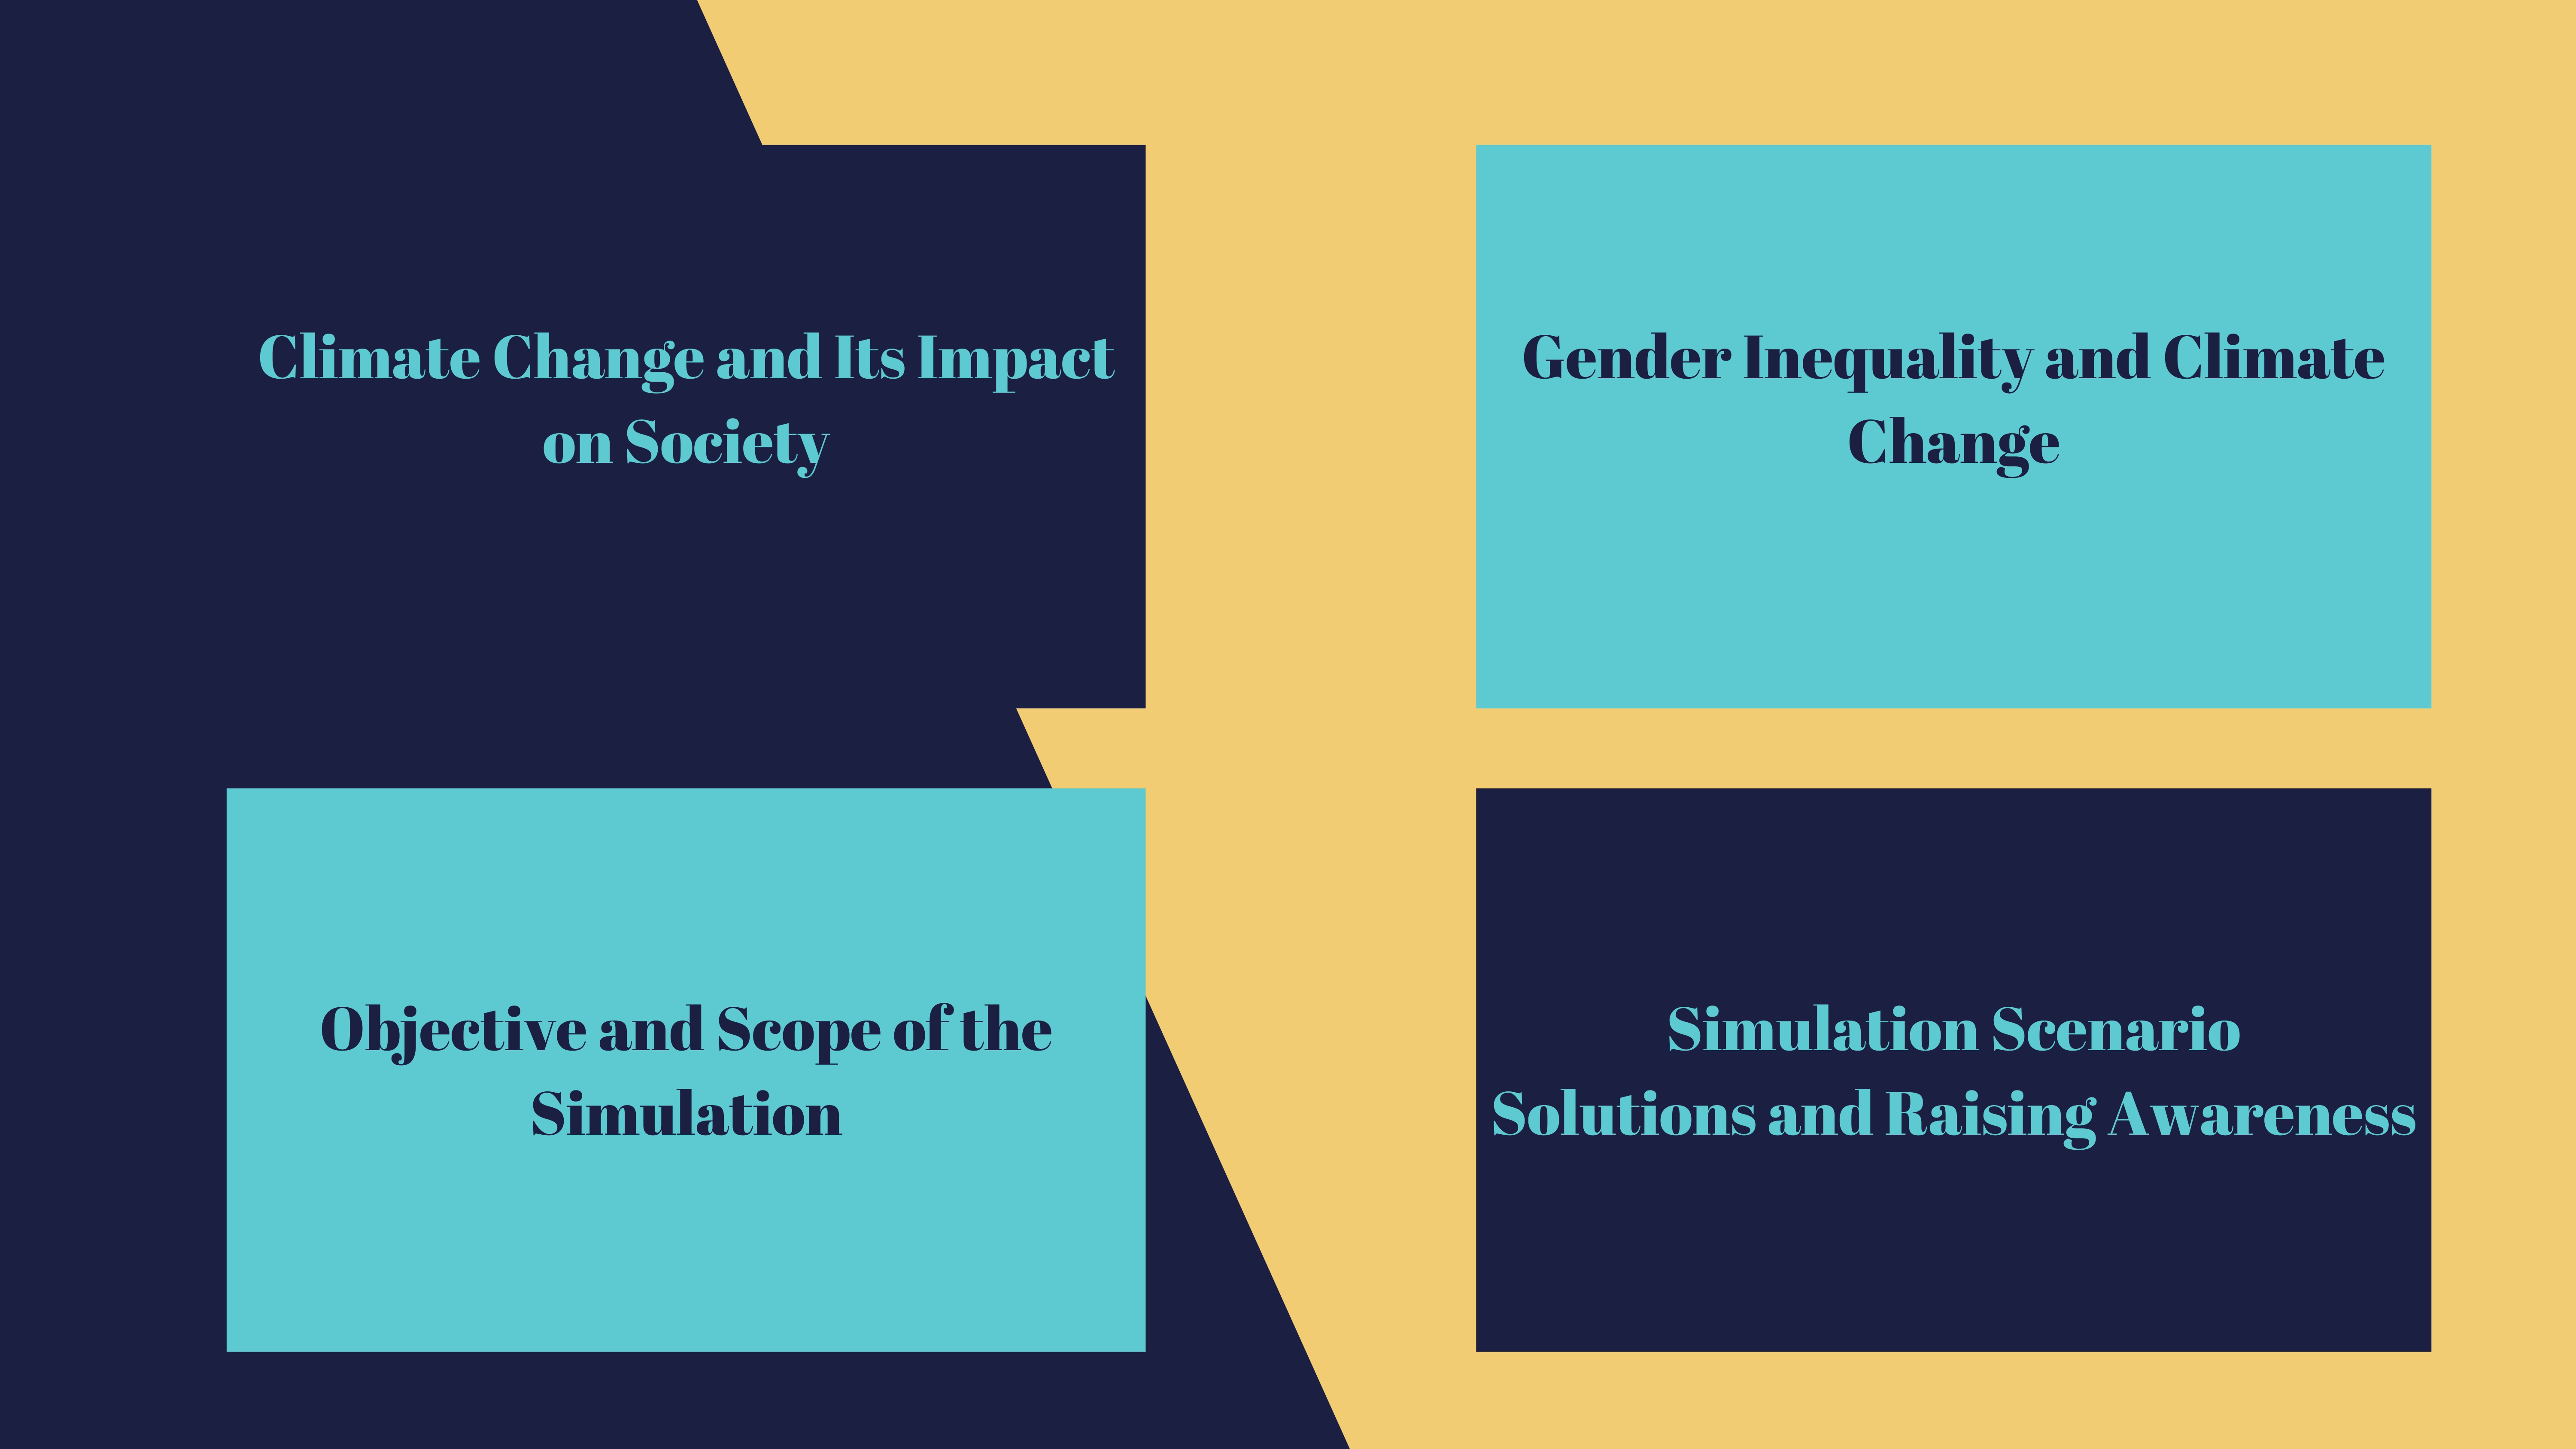 Climate Change and Its Impact
on Society
Gender Inequality and Climate
Change
Objective and Scope of the
Simulation
Simulation Scenario
Solutions and Raising Awareness